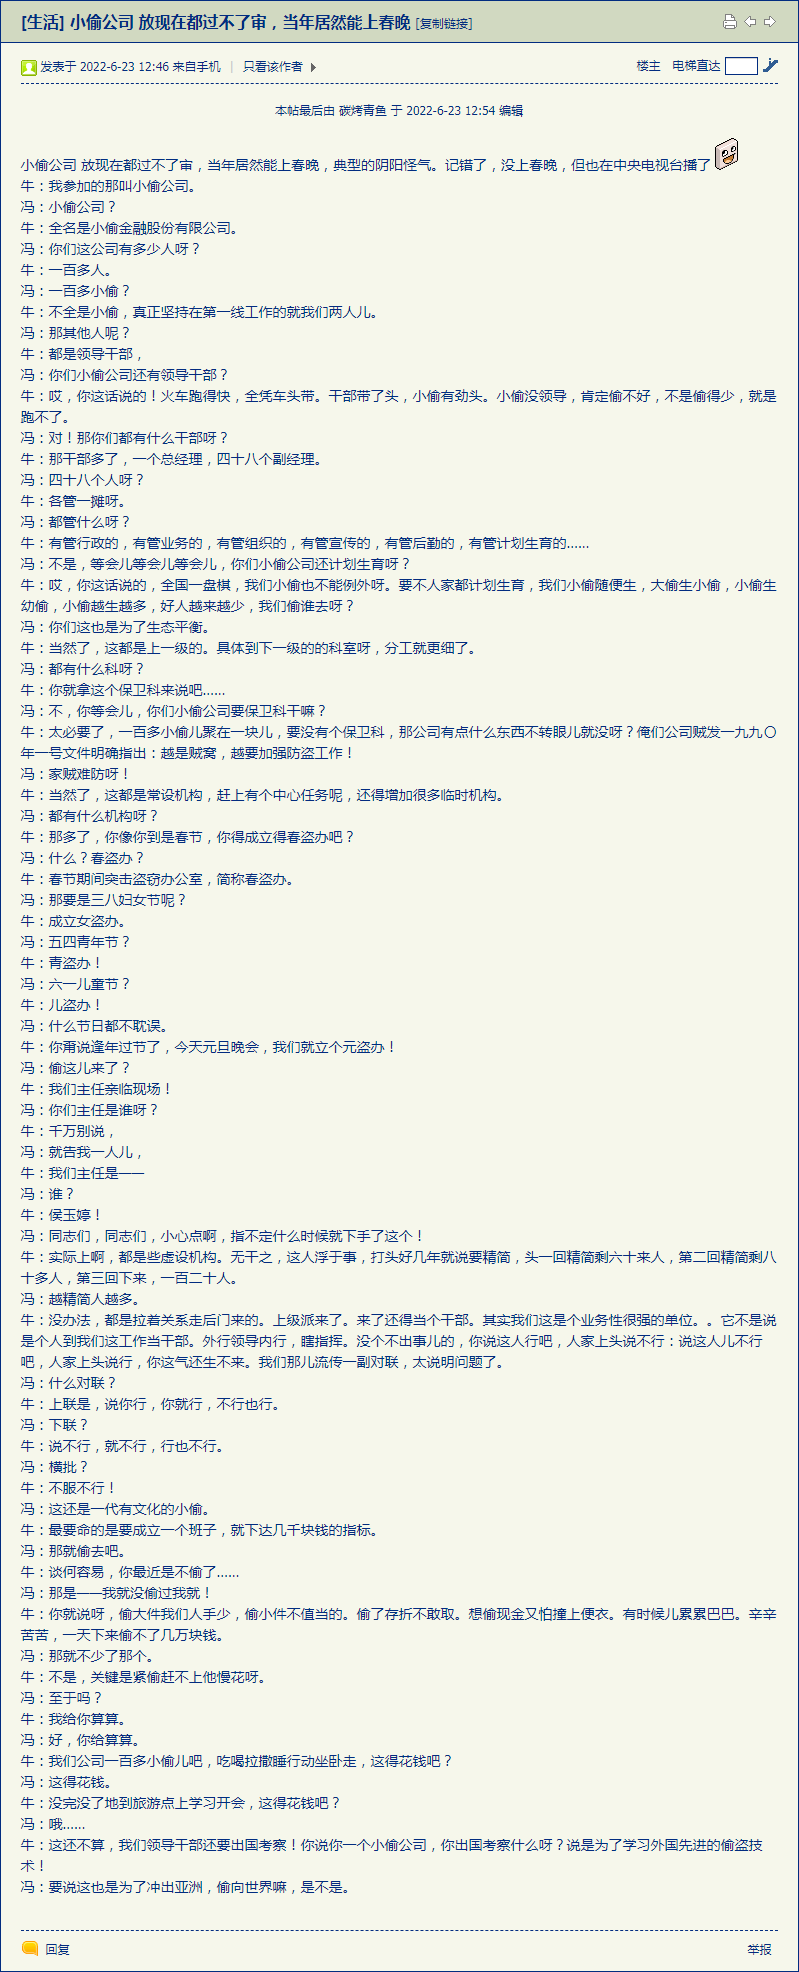 [生活] 小偷公司 放现在都过不了审，当年居然能上春晚 [复制链接]
发表于 2022-6-23 12:46 来自手机 | 只看该作者
楼主 电梯直达
本帖最后由 碳烤青鱼 于 2022-6-23 12:54 编辑
小偷公司 放现在都过不了审，当年居然能上春晚，典型的阴阳怪气。记错了，没上春晚，但也在中央电视台播了
牛：我参加的那叫小偷公司。
冯：小偷公司？
牛：全名是小偷金融股份有限公司。
冯：你们这公司有多少人呀？
牛：一百多人。
冯：一百多小偷？
牛：不全是小偷，真正坚持在第一线工作的就我们两人儿。
冯：那其他人呢？
牛：都是领导干部，
冯：你们小偷公司还有领导干部？
牛：哎，你这话说的！火车跑得快，全凭车头带。干部带了头，小偷有劲头。小偷没领导，肯定偷不好，不是偷得少，就是
跑不了。
冯：对！那你们都有什么干部呀？
牛：那干部多了，一个总经理，四十八个副经理。
冯：四十八个人呀？
牛：各管一摊呀。
冯：都管什么呀？
牛：有管行政的，有管业务的，有管组织的，有管宣传的，有管后勤的，有管计划生育的......
冯：不是，等会儿等会儿等会儿，你们小偷公司还计划生育呀？
牛：哎，你这话说的，全国一盘棋，我们小偷也不能例外呀。要不人家都计划生育，我们小偷随便生，大偷生小偷，小偷生
幼偷，小偷越生越多，好人越来越少，我们偷谁去呀？
冯：你们这也是为了生态平衡。
牛：当然了，这都是上一级的。具体到下一级的的科室呀，分工就更细了。
冯：都有什么科呀？
牛：你就拿这个保卫科来说吧......
冯：不，你等会儿，你们小偷公司要保卫科干嘛？
牛：太必要了，一百多小偷儿聚在一块儿，要没有个保卫科，那公司有点什么东西不转眼儿就没呀？俺们公司贼发一九九〇
年一号文件明确指出：越是贼窝，越要加强防盗工作！
冯：家贼难防呀！
牛：当然了，这都是常设机构，赶上有个中心任务呢，还得增加很多临时机构。
冯：都有什么机构呀？
牛：那多了，你像你到是春节，你得成立得春盗办吧？
冯：什么？春盗办？
牛：春节期间突击盗窃办公室，简称春盗办。
冯：那要是三八妇女节呢？
牛：成立女盗办。
冯：五四青年节？
牛：青盗办！
冯：六一儿童节？
牛：儿盗办！
冯：什么节日都不耽误。
牛：你甭说逢年过节了，今天元旦晚会，我们就立个元盗办！
冯：偷这儿来了？
牛：我们主任亲临现场！
冯：你们主任是谁呀？
牛：千万别说，
冯：就告我一人儿，
牛：我们主任是——
冯：谁？
牛：侯玉婷！
冯：同志们，同志们，小心点啊，指不定什么时候就下手了这个！
牛：实际上啊，都是些虚设机构。无干之，这人浮于事，打头好几年就说要精简，头一回精简剩六十来人，第二回精简剩八
十多人，第三回下来，一百二十人。
冯：越精简人越多。
牛：没办法，都是拉着关系走后门来的。上级派来了。来了还得当个干部。其实我们这是个业务性很强的单位。。它不是说
是个人到我们这工作当干部。外行领导内行，瞎指挥。没个不出事儿的，你说这人行吧，人家上头说不行：说这人儿不行
吧，人家上头说行，你这气还生不来。我们那儿流传一副对联，太说明问题了。
冯：什么对联？
牛：上联是，说你行，你就行，不行也行。
冯：下联？
牛：说不行，就不行，行也不行。
冯：横批？
牛：不服不行！
冯：这还是一代有文化的小偷。
牛：最要命的是要成立一个班子，就下达几千块钱的指标。
冯：那就偷去吧。
牛：谈何容易，你最近是不偷了......
冯：那是——我就没偷过我就！
牛：你就说呀，偷大件我们人手少，偷小件不值当的。偷了存折不敢取。想偷现金又怕撞上便衣。有时候儿累累巴巴。辛辛
苦苦，一天下来偷不了几万块钱。
冯：那就不少了那个。
牛：不是，关键是紧偷赶不上他慢花呀。
冯：至于吗？
牛：我给你算算。
冯：好，你给算算。
牛：我们公司一百多小偷儿吧，吃喝拉撒睡行动坐卧走，这得花钱吧？
冯：这得花钱。
牛：没完没了地到旅游点上学习开会，这得花钱吧？
冯：哦......
牛：这还不算，我们领导干部还要出国考察！你说你一个小偷公司，你出国考察什么呀？说是为了学习外国先进的偷盗技
术！
冯：要说这也是为了冲出亚洲，偷向世界嘛，是不是。
回复
举报